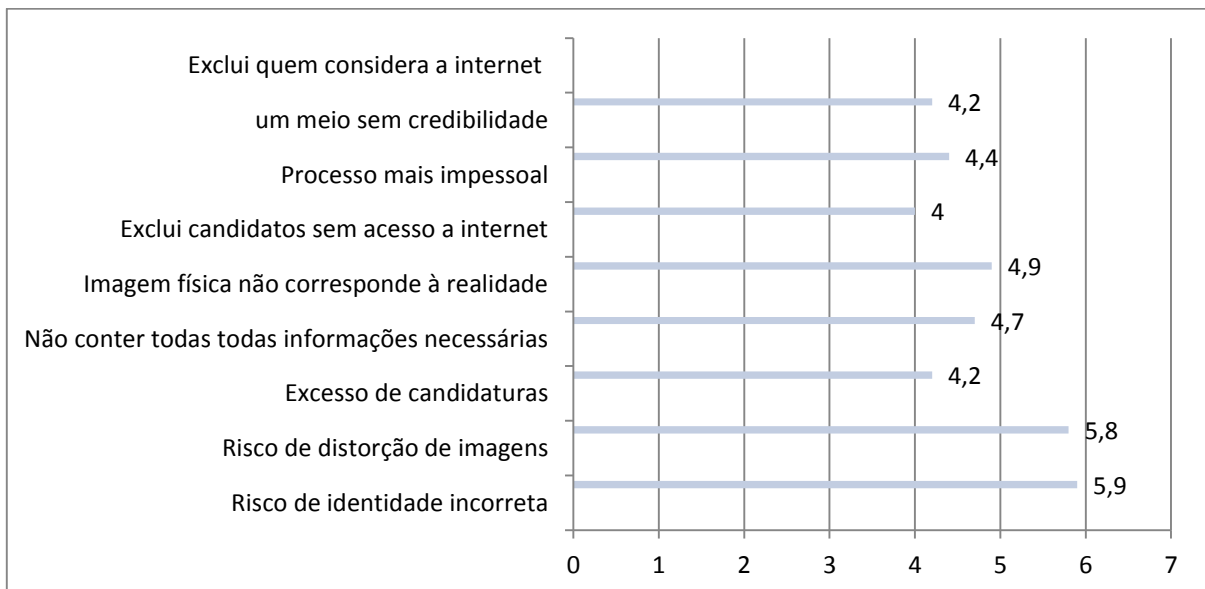 Exclui quem considera a internet
um meio sem credibilidade
4,2
Processo mais impessoal
4,4
Exclui candidatos sem acesso a internet
4
Imagem física não corresponde à realidade
4,9
Não conter todas todas informações necessárias
4,7
Excesso de candidaturas
4,2
Risco de distorção de imagens
5,8
Risco de identidade incorreta
5,9
0 1 2 3 4 5 6 7